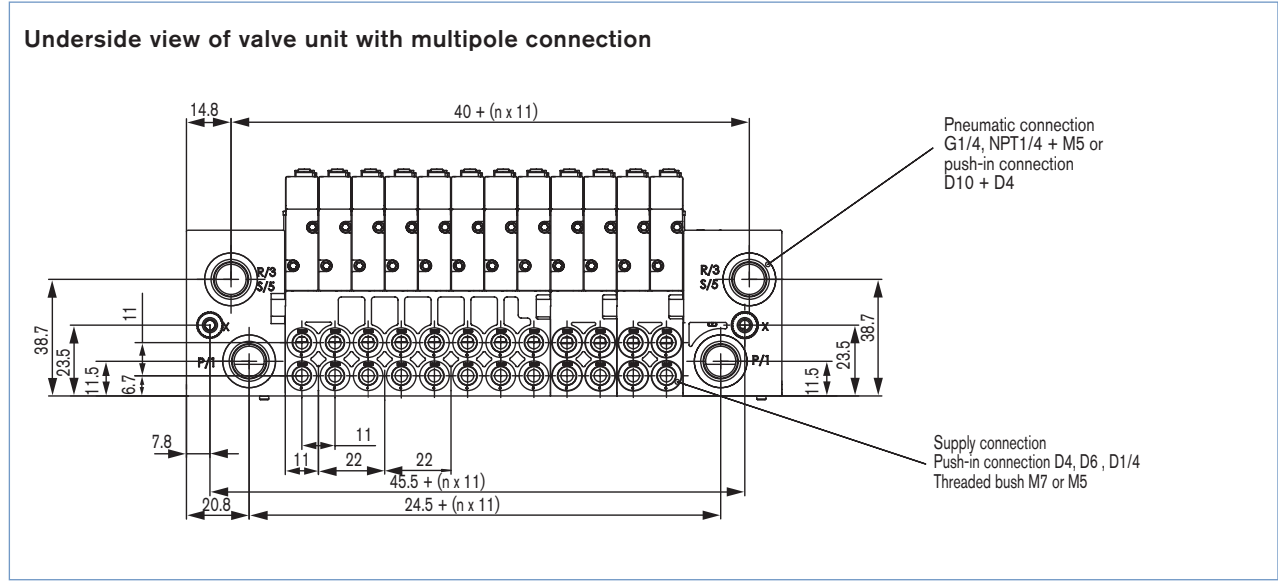 Underside view of valve unit with multipole connection
14.8
40 + (n x 11)
Pneumatic connection
G1/4, NPT1/4 + M5 or
push-in connection
D10 + D4
R/3
S/5
R/3
S/5
X
X
P/1
P/1
38.7
23.5
11.5
11
6.7
11.5
23.5
38.7
7.8
11
11
22
22
Supply connection
Push-in connection D4, D6 , D1/4
Threaded bush M7 or M5
45.5 + (n x 11)
20.8
24.5 + (n x 11)